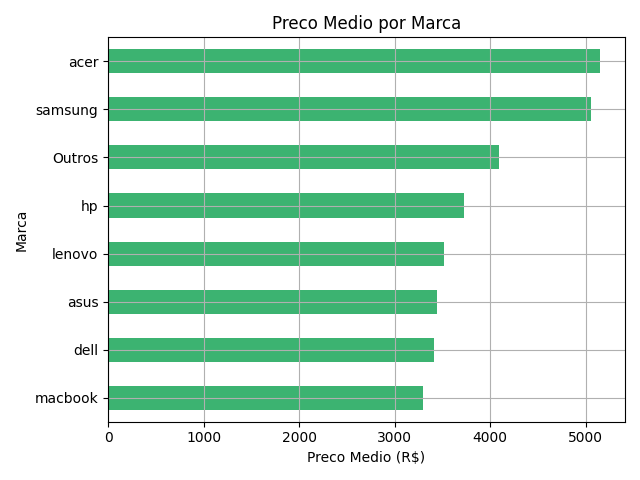 Preco Medio por Marca
acer
samsung
Outros
hp
lenovo
asus
dell
macbook
Marca
0 1000 2000 3000 4000 5000
Preco Medio (R$)